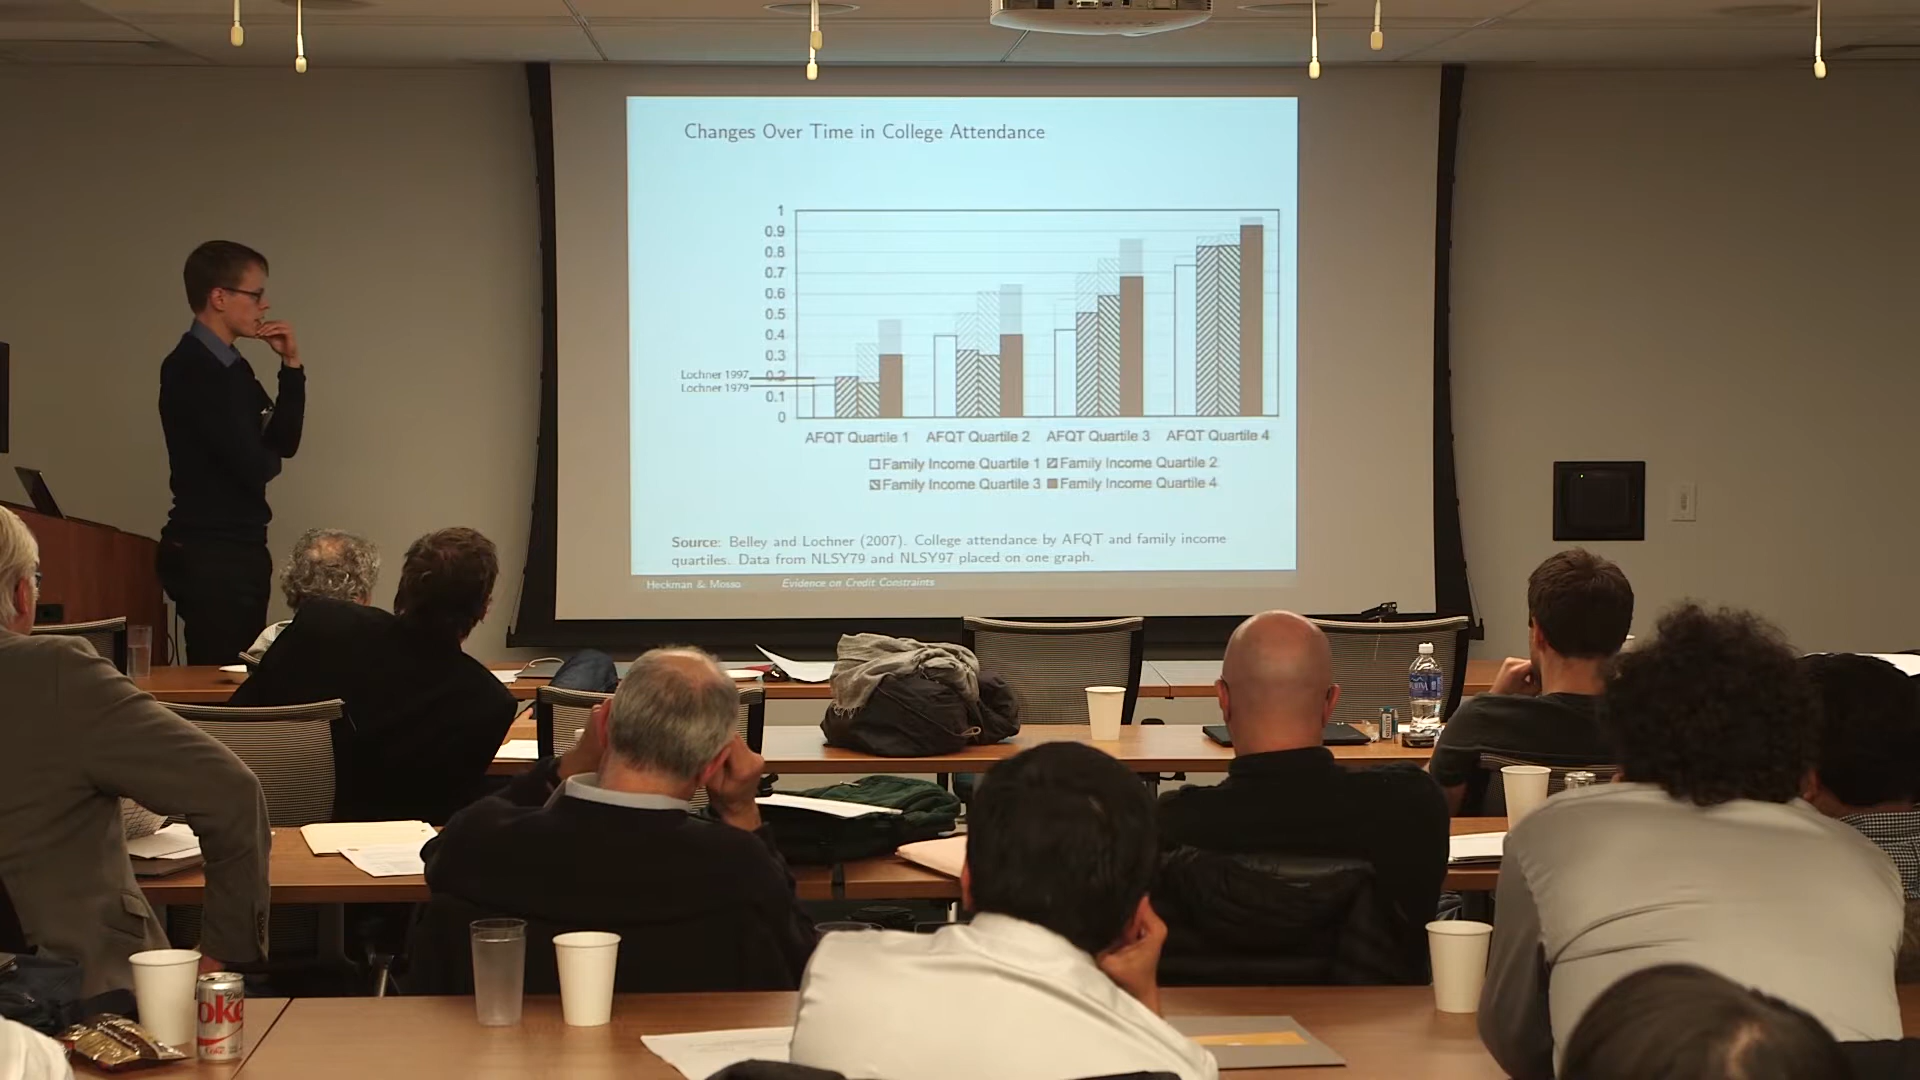 Changes Over Time in College Attendance
1
0.9
0.8
0.7
0.6
0.5
0.4
0.3
Lochner 1997 0.2
Lochner 1979
0.1
0
AFQT Quartile 1 AFQT Quartile 2 AFQT Quartile 3 AFQT Quartile 4
Family Income Quartile 1 Family Income Quartile 2
Family Income Quartile 3 Family Income Quartile 4
Source: Belley and Lochner (2007). College attendance by AFQT and family income
quartiles. Data from NLSY79 and NLSY97 placed on one graph.
Heckman & Mosso Evidence on Credit Constraints
oke
Coke